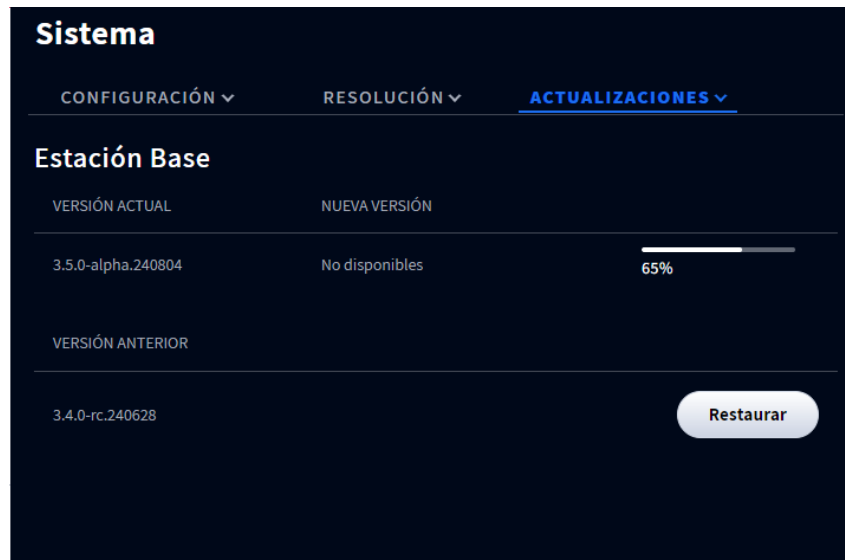 Sistema
CONFIGURACIÓN RESOLUCIÓN ACTUALIZACIONES
Estación Base
VERSIÓN ACTUAL NUEVA VERSIÓN
3.5.0-alpha.240804 No disponibles 65%
VERSIÓN ANTERIOR
3.4.0-rc.240628 Restaurar